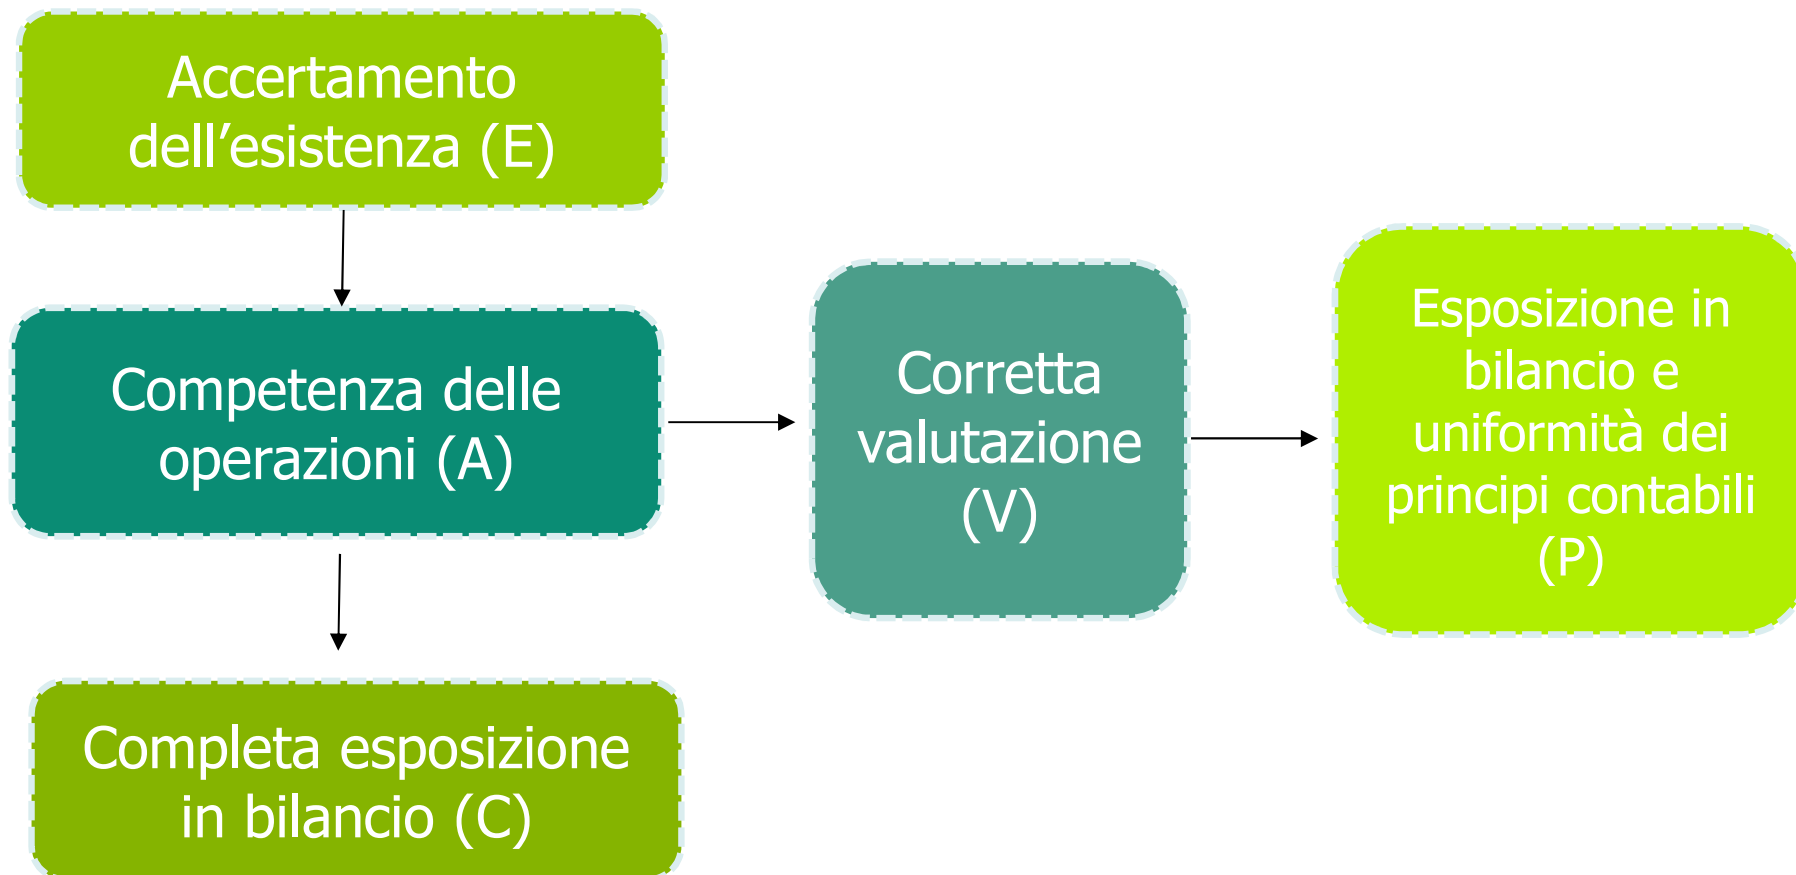 Accertamento
dell’esistenza (E)
Competenza delle
operazioni (A)
Completa esposizione
in bilancio (C)
Corretta
valutazione
(V)
Esposizione in
bilancio e
uniformità dei
principi contabili
(P)